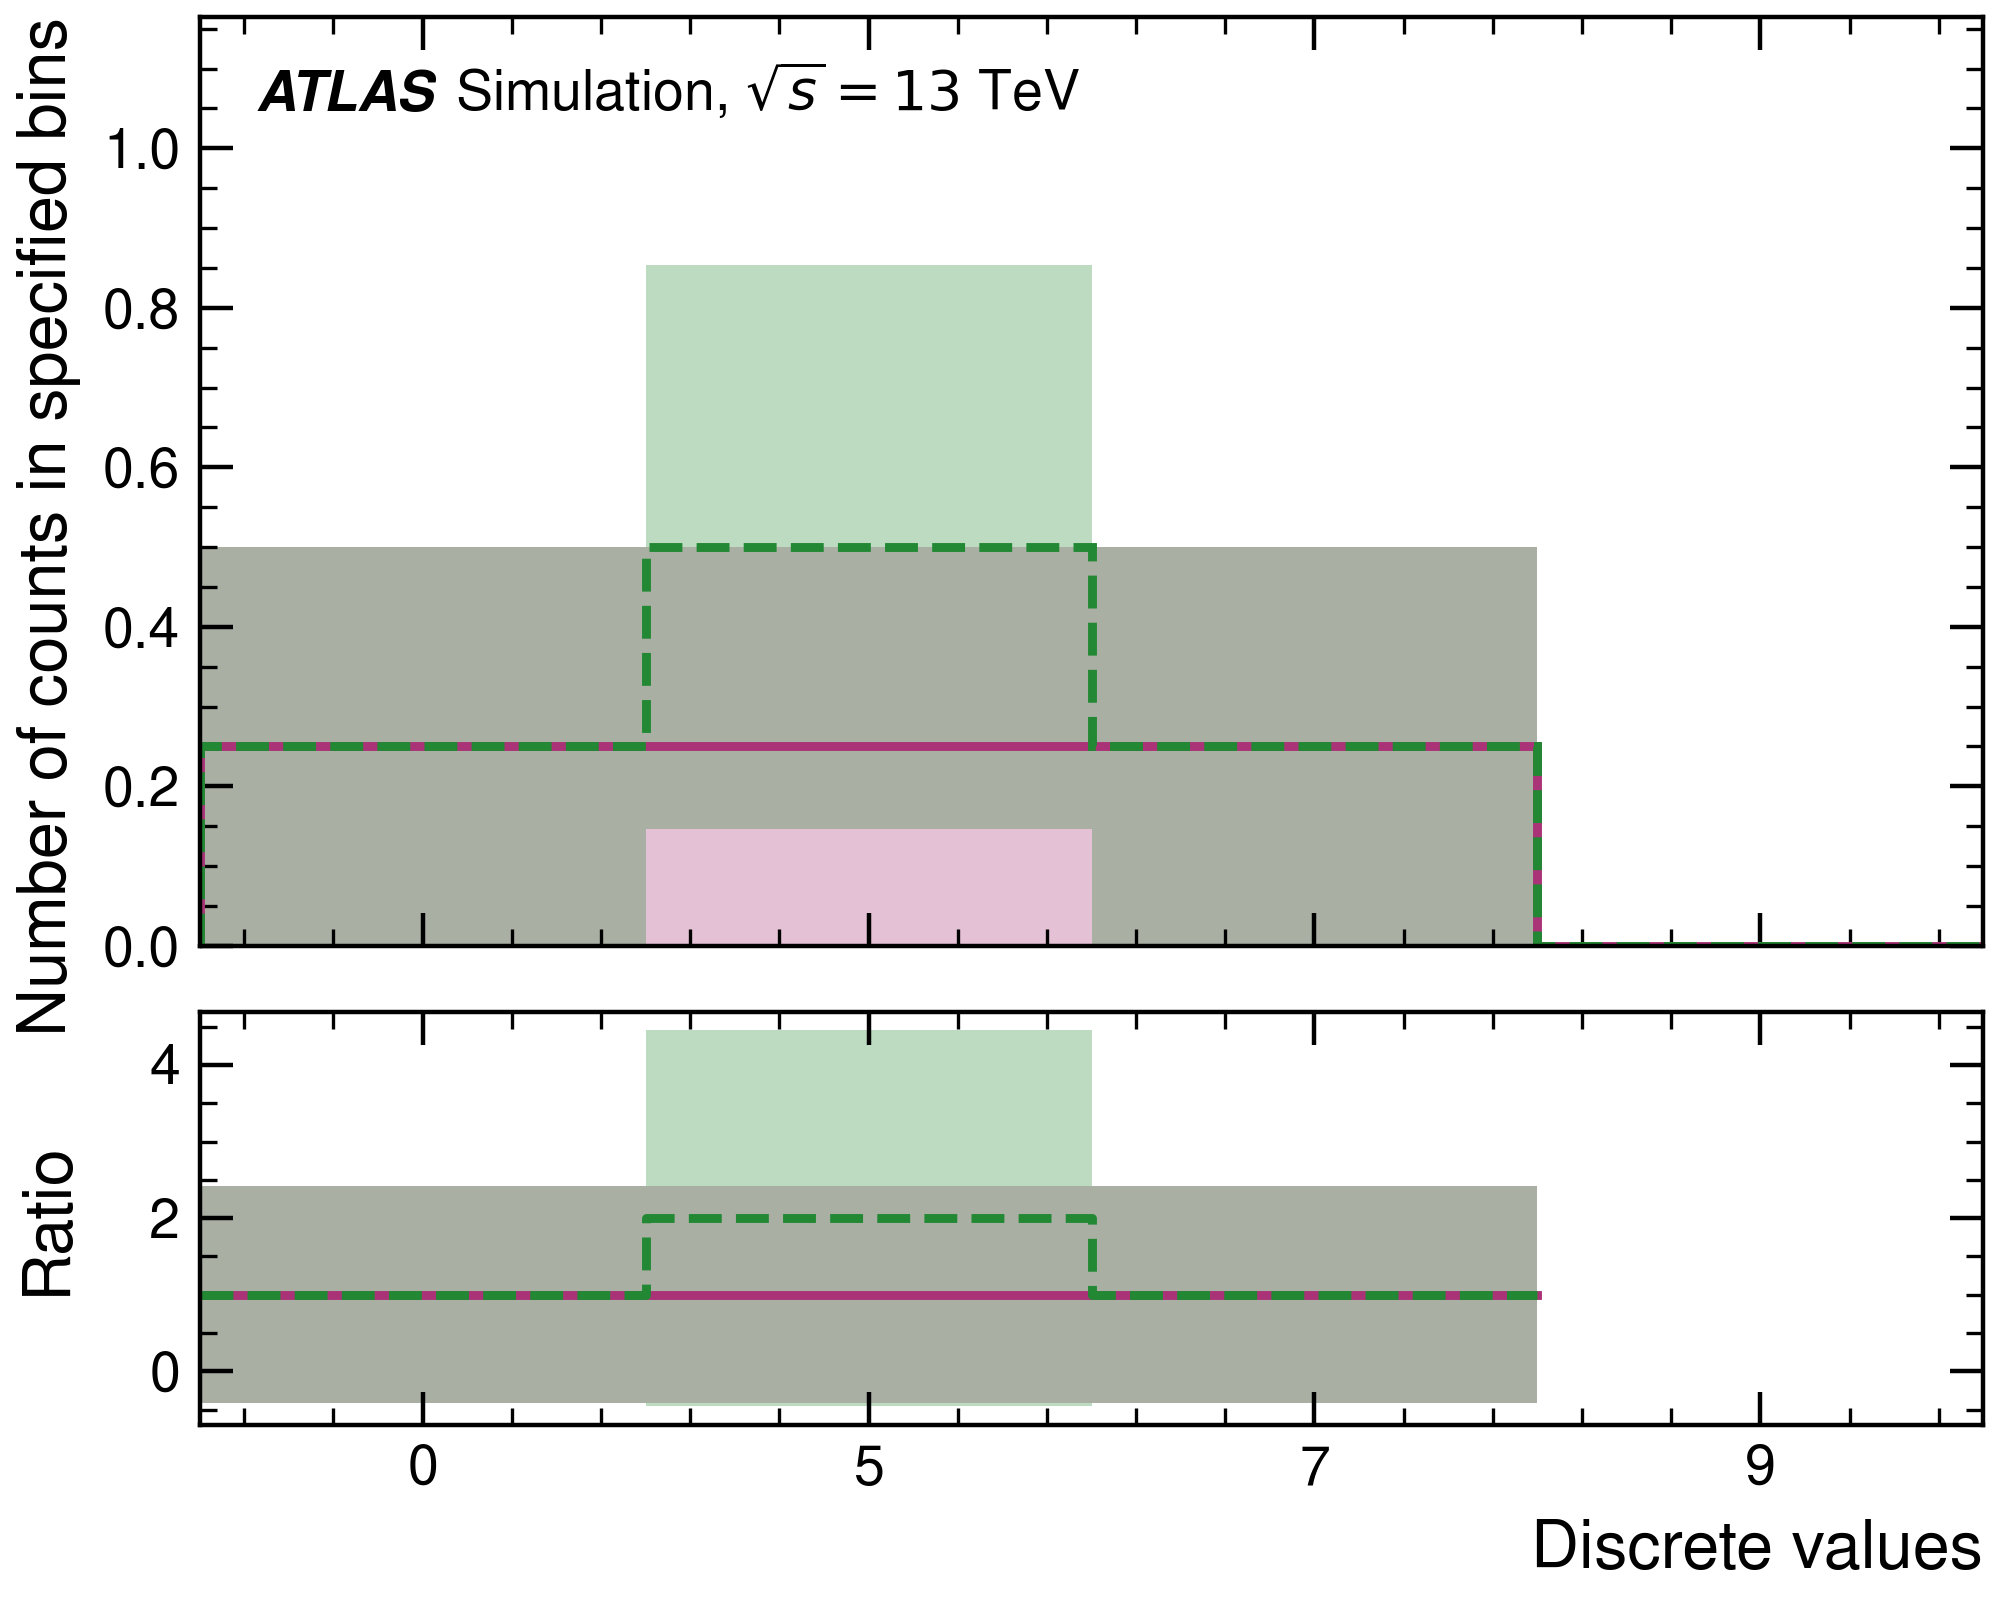 ATLAS Simulation, √s = 13 TeV
Number of counts in specified bins
1.0
0.8
0.6
0.4
0.2
0.0
Ratio
4
2
0
0 5 7 9
Discrete values